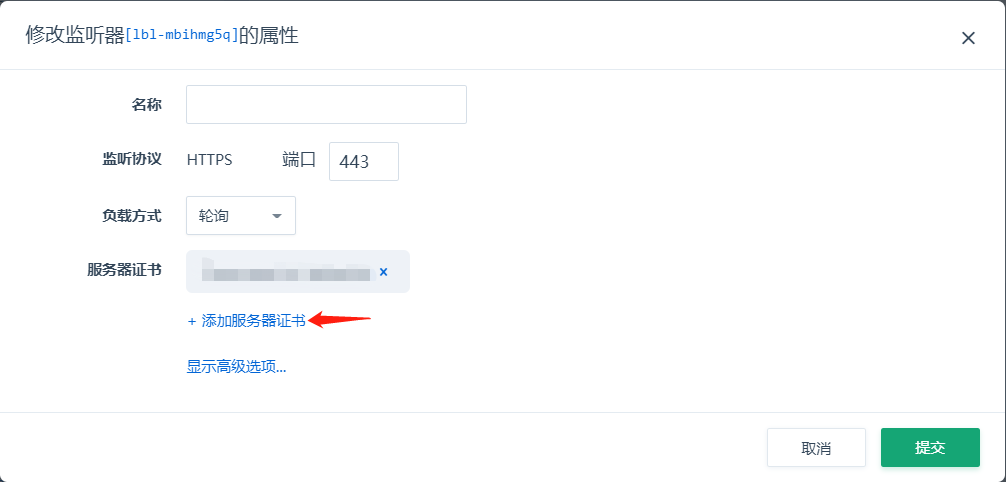 修改监听器[lbl-mbihmg5q]的属性
名称
监听协议 HTTPS 端口 443
负载方式 轮询
服务器证书
+ 添加服务器证书
显示高级选项...
取消 提交